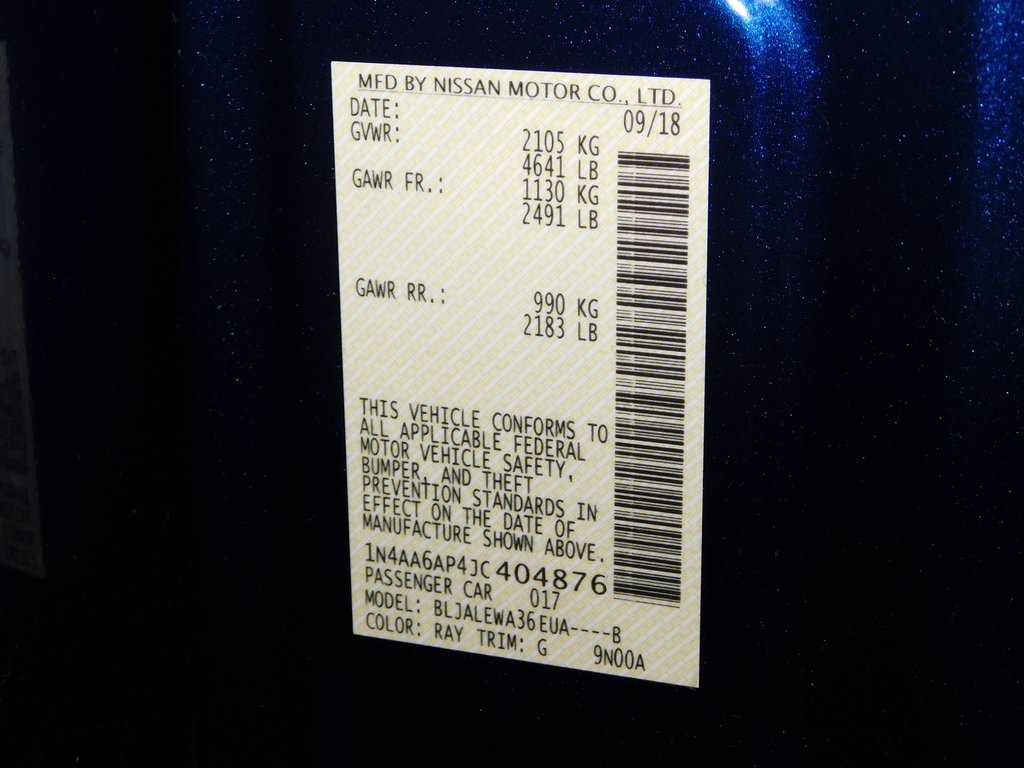 MFD BY NISSAN MOTOR CO., LTD.
DATE: 09/18
GVWR: 2105 KG
4641 LB
GAWR FR.: 1130 KG
2491 LB
GAWR RR.: 990 KG
2183 LB
THIS VEHICLE CONFORMS TO
ALL APPLICABLE FEDERAL
MOTOR VEHICLE SAFETY,
BUMPER, AND THEFT
PREVENTION STANDARDS IN
EFFECT ON THE DATE OF
MANUFACTURE SHOWN ABOVE.
1N4AA6AP4JC404876
PASSENGER CAR 017
MODEL: BLJALEWA36EUA----B
COLOR: RAY TRIM: G 9N00A